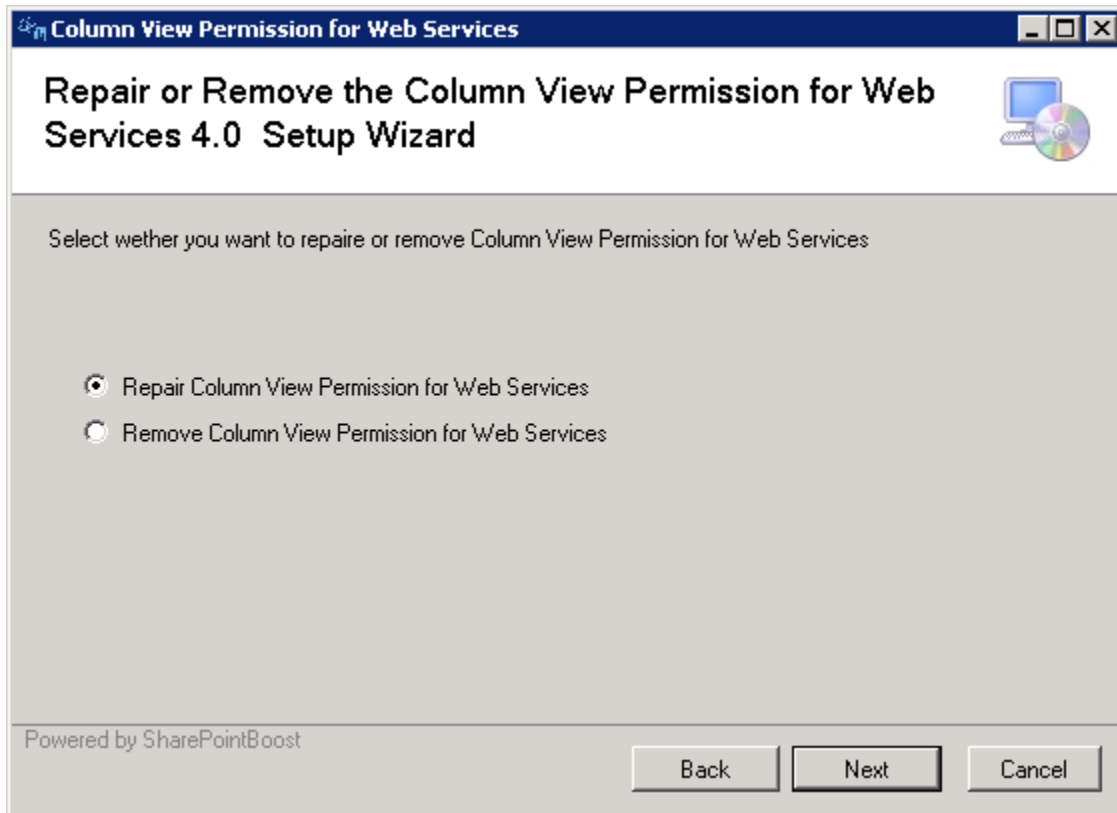 Column View Permission for Web Services
Repair or Remove the Column View Permission for Web
Services 4.0  Setup Wizard
Select wether you want to repaire or remove Column View Permission for Web Services
Repair Column View Permission for Web Services
Remove Column View Permission for Web Services
Powered by SharePointBoost
Back
Next
Cancel